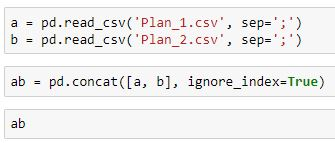 a = pd.read_csv('Plan_1.csv', sep=';')
b = pd.read_csv('Plan_2.csv', sep=';')
ab = pd.concat([a, b], ignore_index=True)
ab